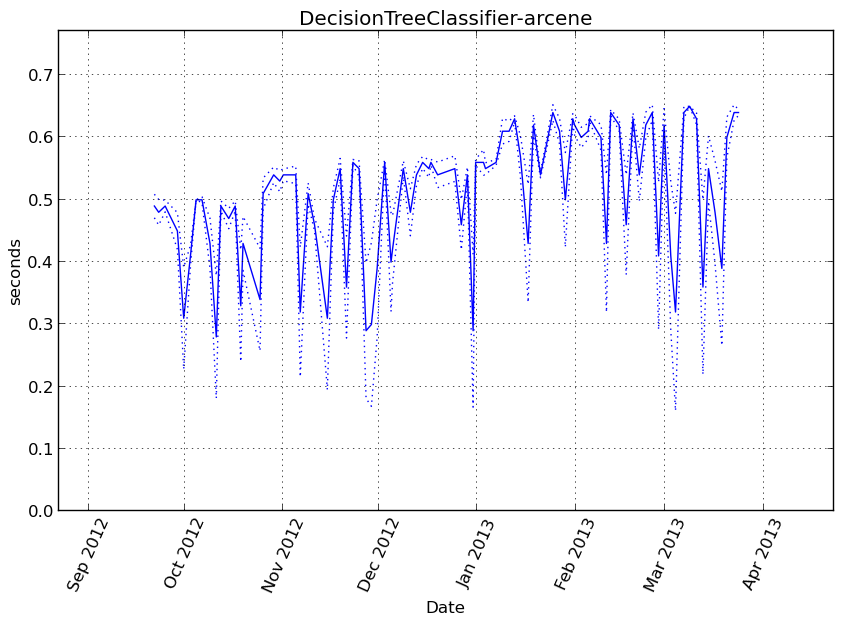 DecisionTreeClassifier-arcene
0.7
0.6
0.5
0.4
0.3
0.2
0.1
0.0
seconds
Sep 2012
Oct 2012
Nov 2012
Dec 2012
Jan 2013
Feb 2013
Mar 2013
Apr 2013
Date